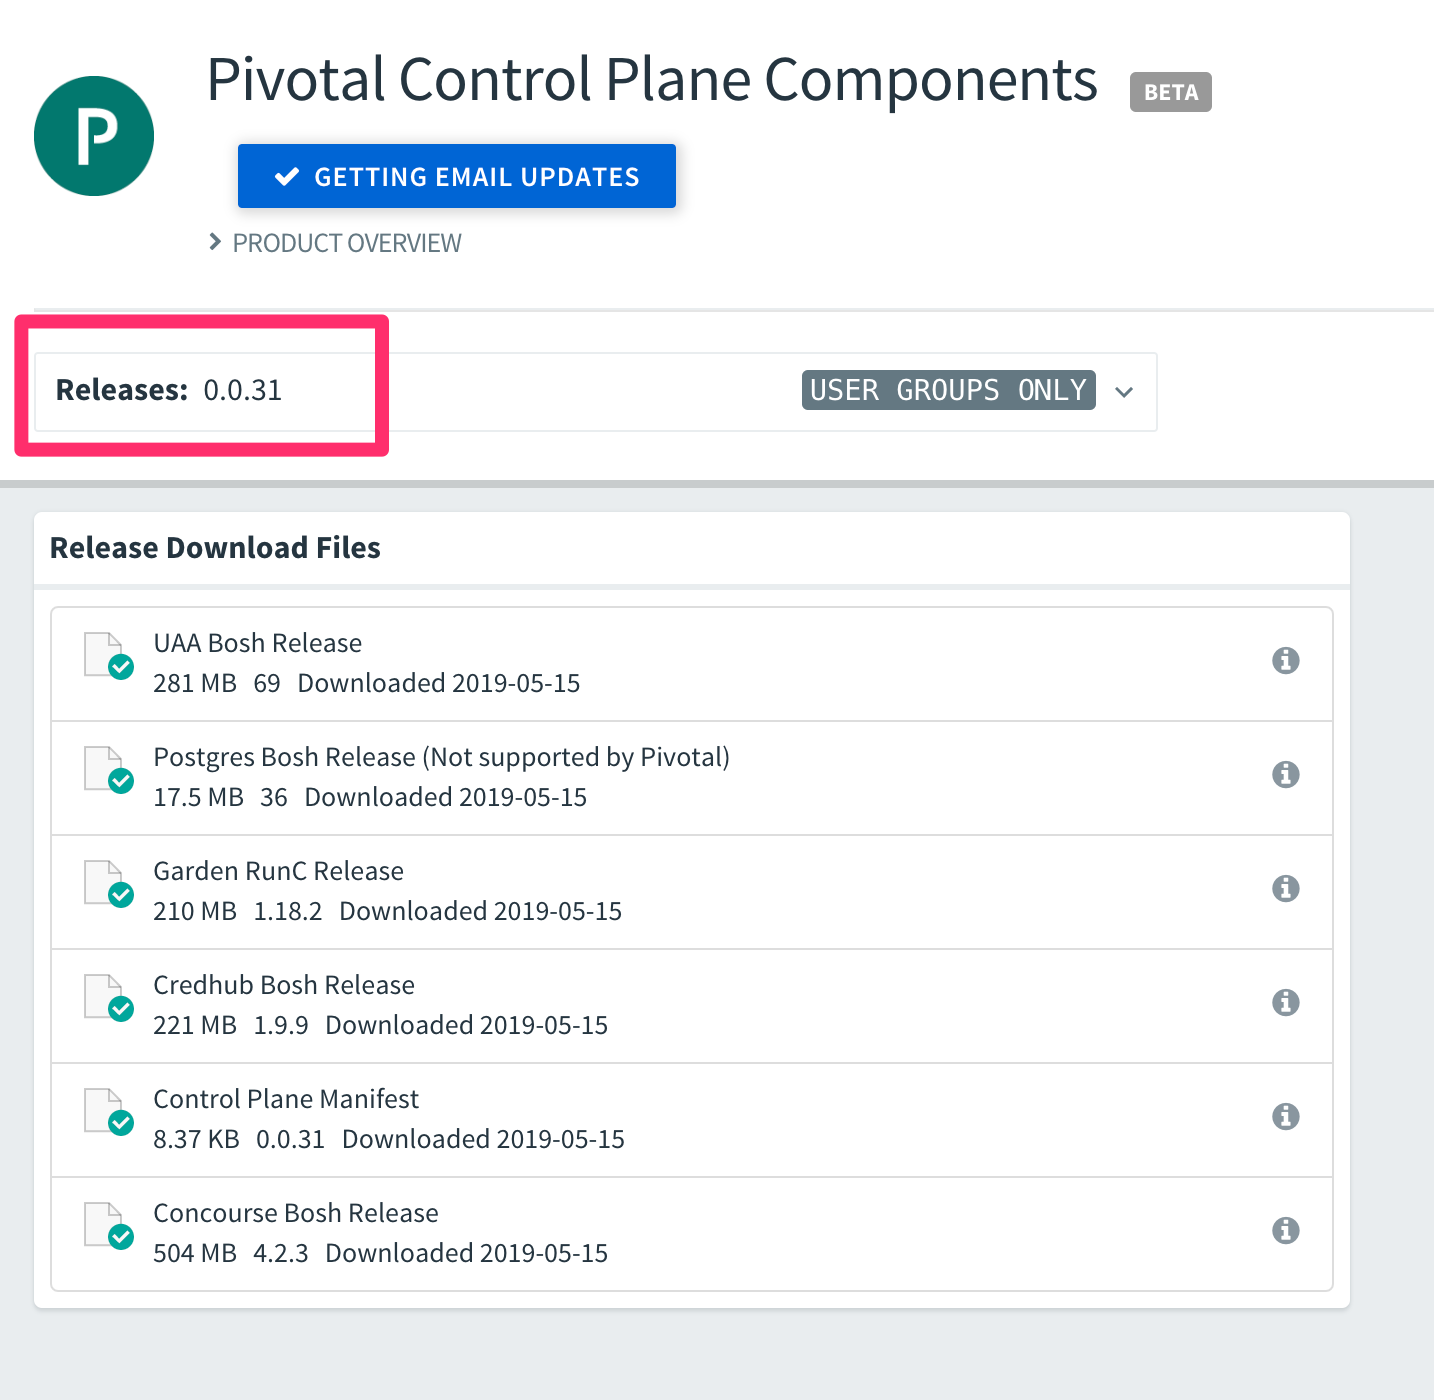 P
Pivotal Control Plane Components BETA
GETTING EMAIL UPDATES
PRODUCT OVERVIEW
Releases: 0.0.31 USER GROUPS ONLY
Release Download Files
UAA Bosh Release
281 MB 69 Downloaded 2019-05-15
Postgres Bosh Release (Not supported by Pivotal)
17.5 MB 36 Downloaded 2019-05-15
Garden RunC Release
210 MB 1.18.2 Downloaded 2019-05-15
Credhub Bosh Release
221 MB 1.9.9 Downloaded 2019-05-15
Control Plane Manifest
8.37 KB 0.0.31 Downloaded 2019-05-15
Concourse Bosh Release
504 MB 4.2.3 Downloaded 2019-05-15